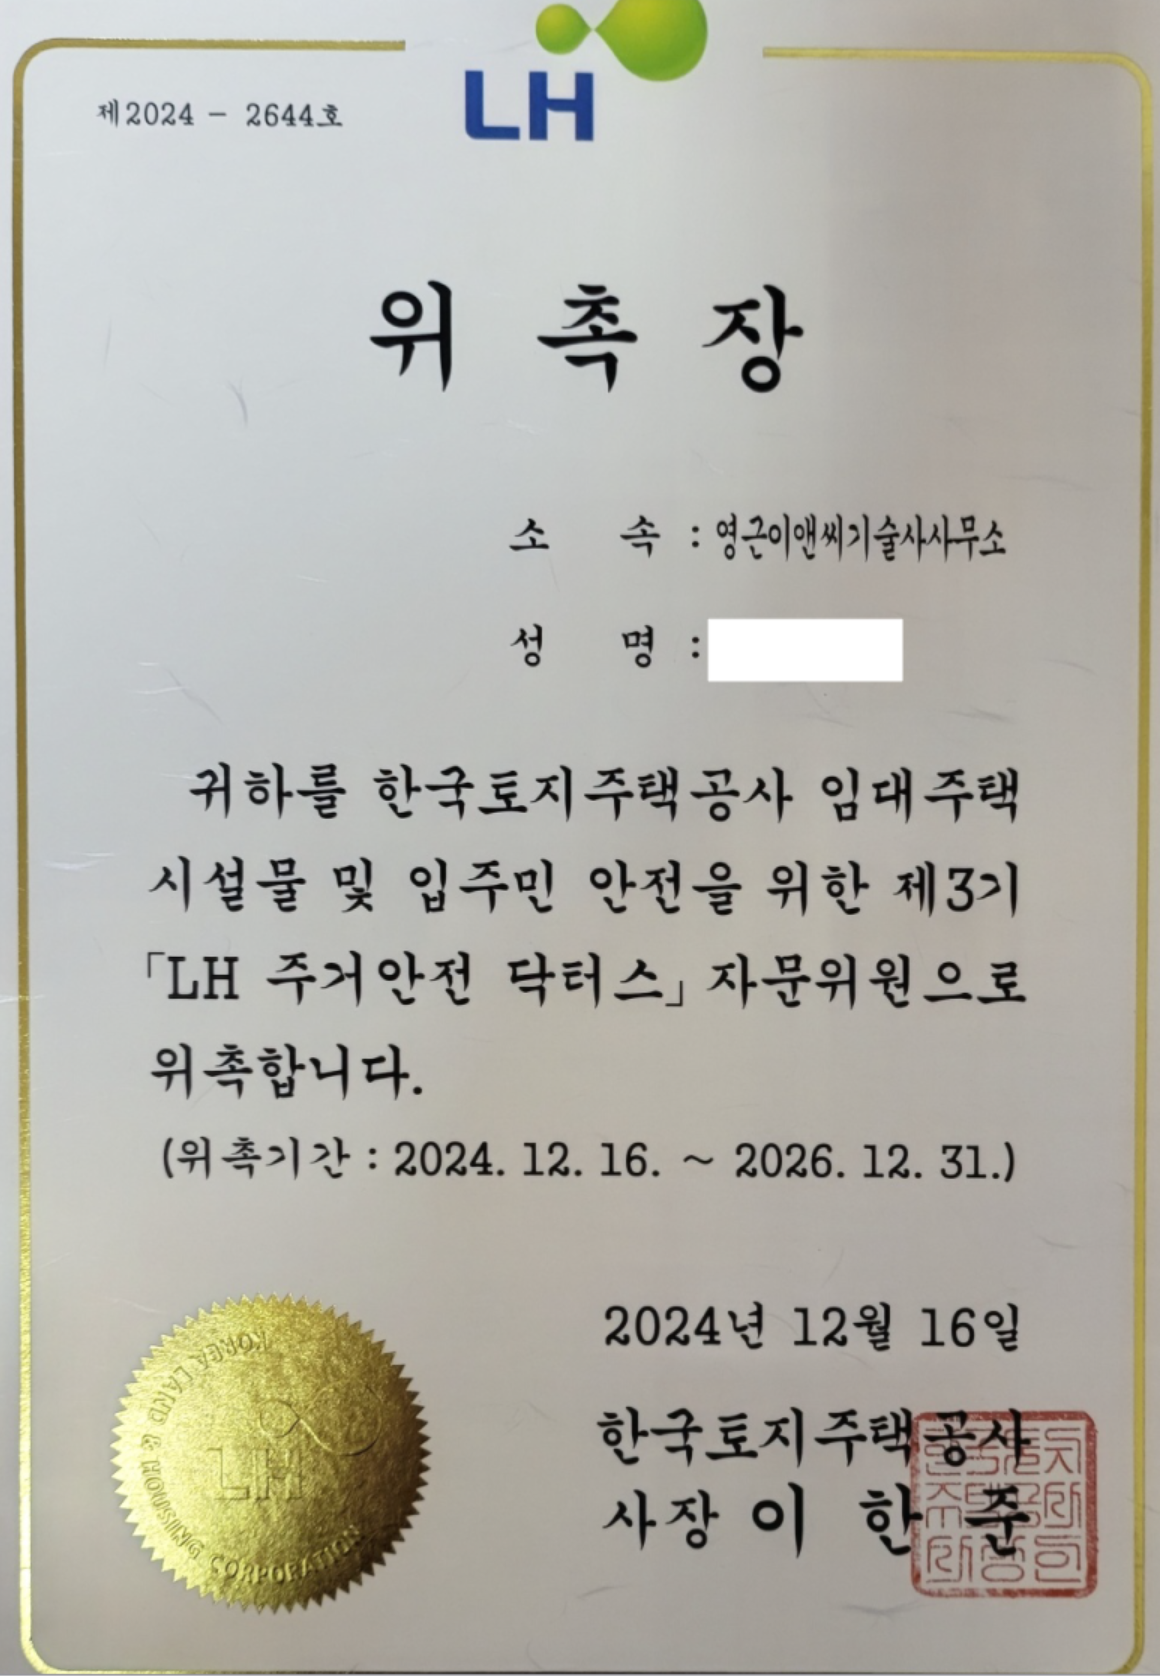 제2024 - 2644호
LH
위 촉 장
소 속 : 영근이앤씨기술사사무소
성 명 :
귀하를 한국토지주택공사 임대주택
시설물 및 입주민 안전을 위한 제3기
「LH 주거안전 닥터스」 자문위원으로
위촉합니다.
(위촉기간 : 2024. 12. 16. ~ 2026. 12. 31.)
2024년 12월 16일
한국토지주택공사
사장 이 한 준
KOREA LAND & HOUSING CORPORATION
LH